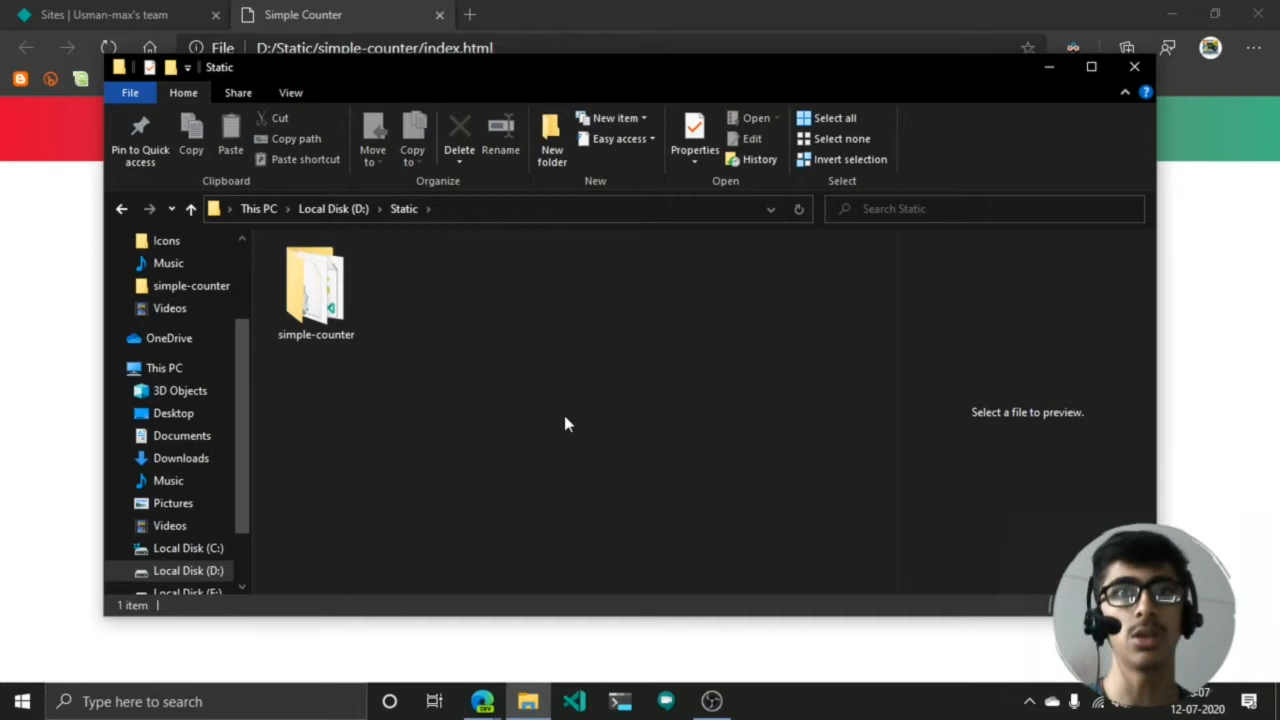 Sites | Usman-max's team
Simple Counter
File
D:/Static/simple-counter/index.html
Static
File
Home
Share
View
Pin to Quick
access
Copy
Paste
Cut
Copy path
Paste shortcut
Clipboard
Move
to
Copy
to
Delete
Rename
Organize
New
folder
New item
Easy access
New
Properties
Open
Edit
History
Open
Select all
Select none
Invert selection
Select
This PC
Local Disk (D:)
Static
Search Static
Icons
Music
simple-counter
Videos
OneDrive
This PC
3D Objects
Desktop
Documents
Downloads
Music
Pictures
Videos
Local Disk (C:)
Local Disk (D:)
simple-counter
Select a file to preview.
1 item
Type here to search
DEV
12-07-2020